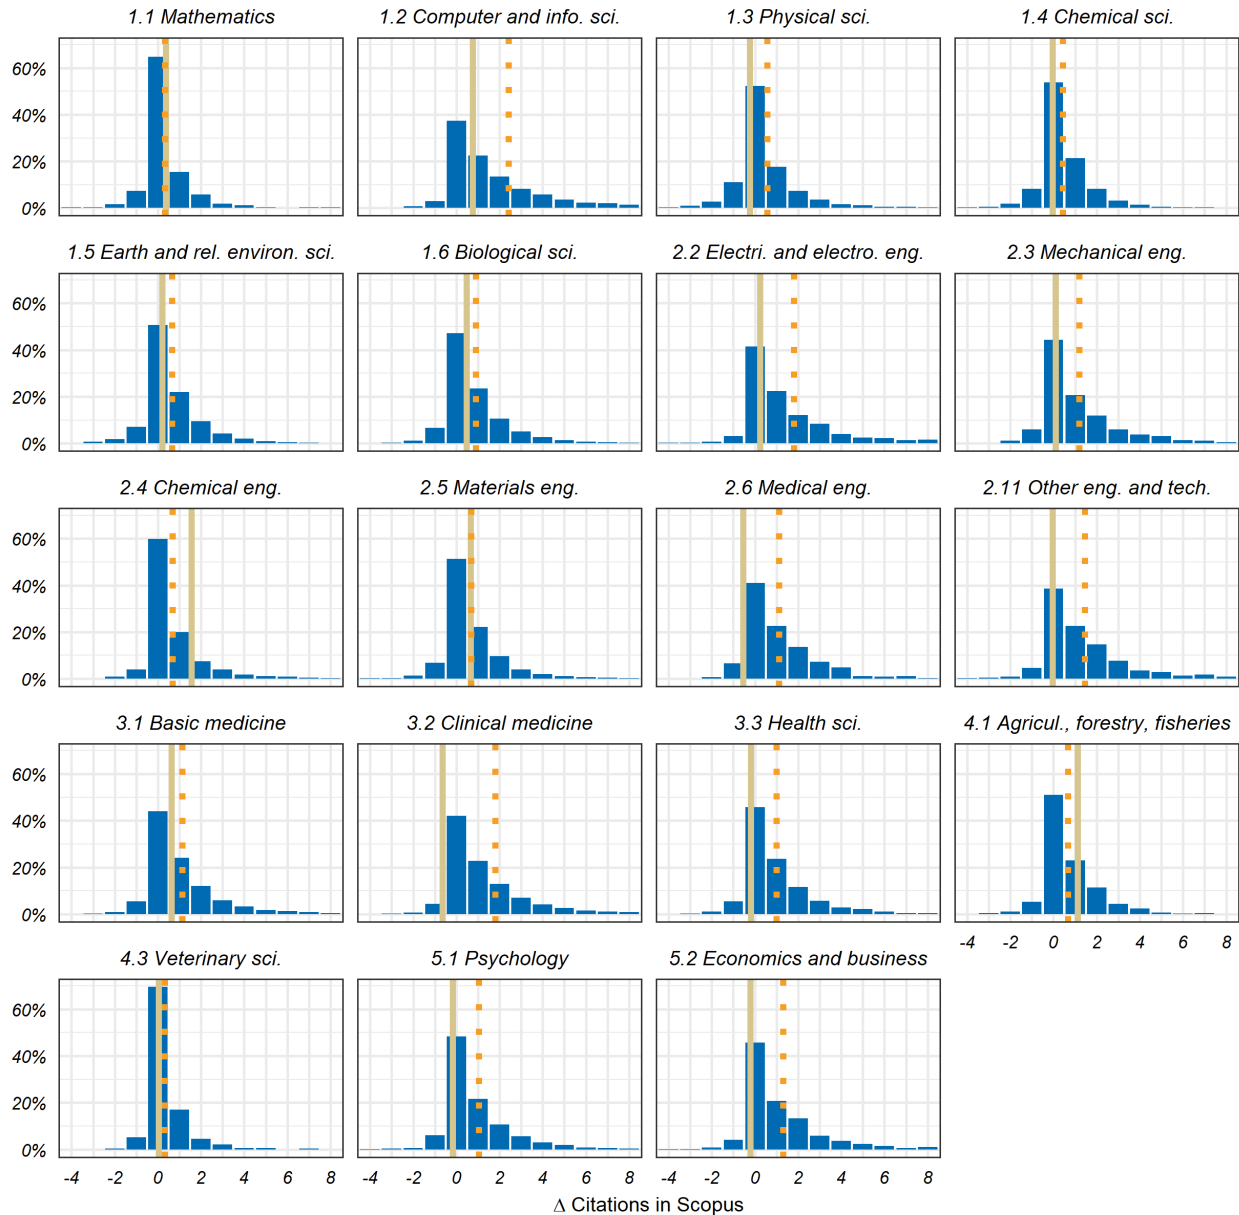 1.1 Mathematics 1.2 Computer and info. sci. 1.3 Physical sci. 1.4 Chemical sci.
60%
40%
20%
0%
1.5 Earth and rel. environ. sci. 1.6 Biological sci. 2.2 Electri. and electro. eng. 2.3 Mechanical eng.
60%
40%
20%
0%
2.4 Chemical eng. 2.5 Materials eng. 2.6 Medical eng. 2.11 Other eng. and tech.
60%
40%
20%
0%
3.1 Basic medicine 3.2 Clinical medicine 3.3 Health sci. 4.1 Agricul., forestry, fisheries
60%
40%
20%
0%
-4 -2 0 2 4 6 8
4.3 Veterinary sci. 5.1 Psychology 5.2 Economics and business
60%
40%
20%
0%
-4 -2 0 2 4 6 8 -4 -2 0 2 4 6 8 -4 -2 0 2 4 6 8
Δ Citations in Scopus